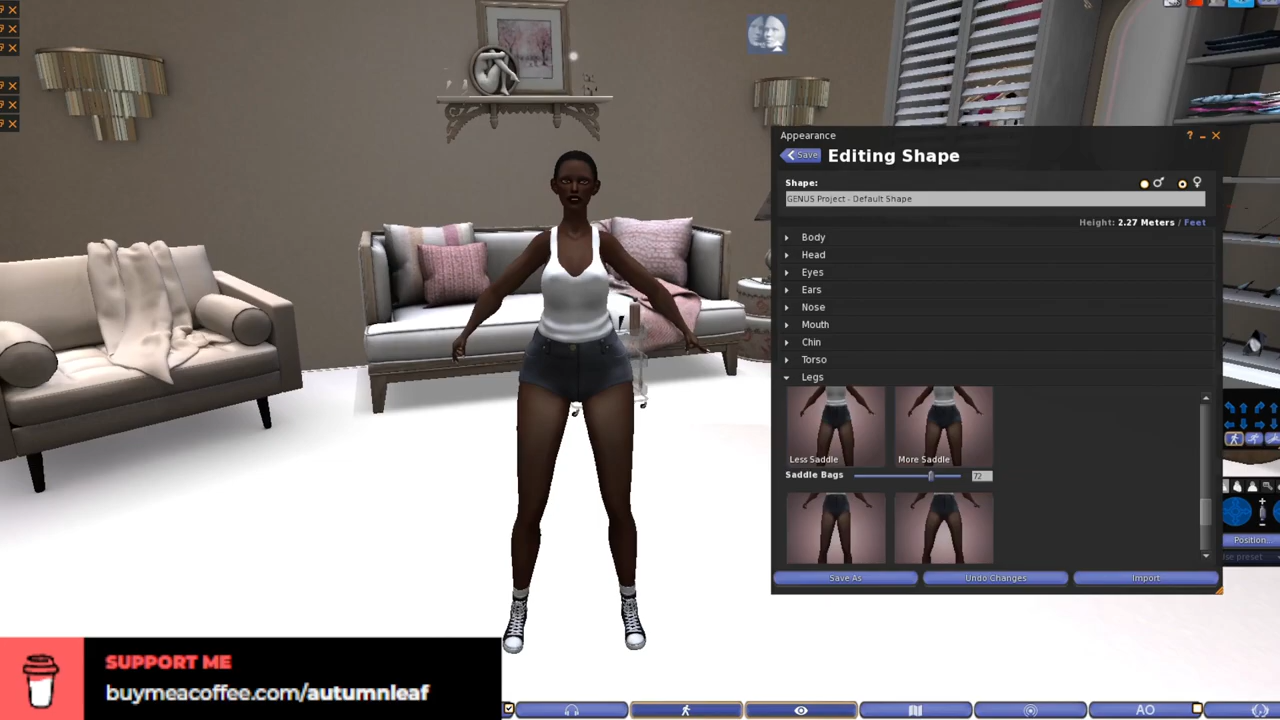 Appearance
? – ×
Save
Editing Shape
Shape:
GENUS Project - Default Shape
Height: 2.27 Meters / Feet
Body
Head
Eyes
Ears
Nose
Mouth
Chin
Torso
Legs
Less Saddle
More Saddle
Saddle Bags
72
Save As
Undo Changes
Import
Position...
use preset
SUPPORT ME
buymeacoffee.com/autumnleaf
AO